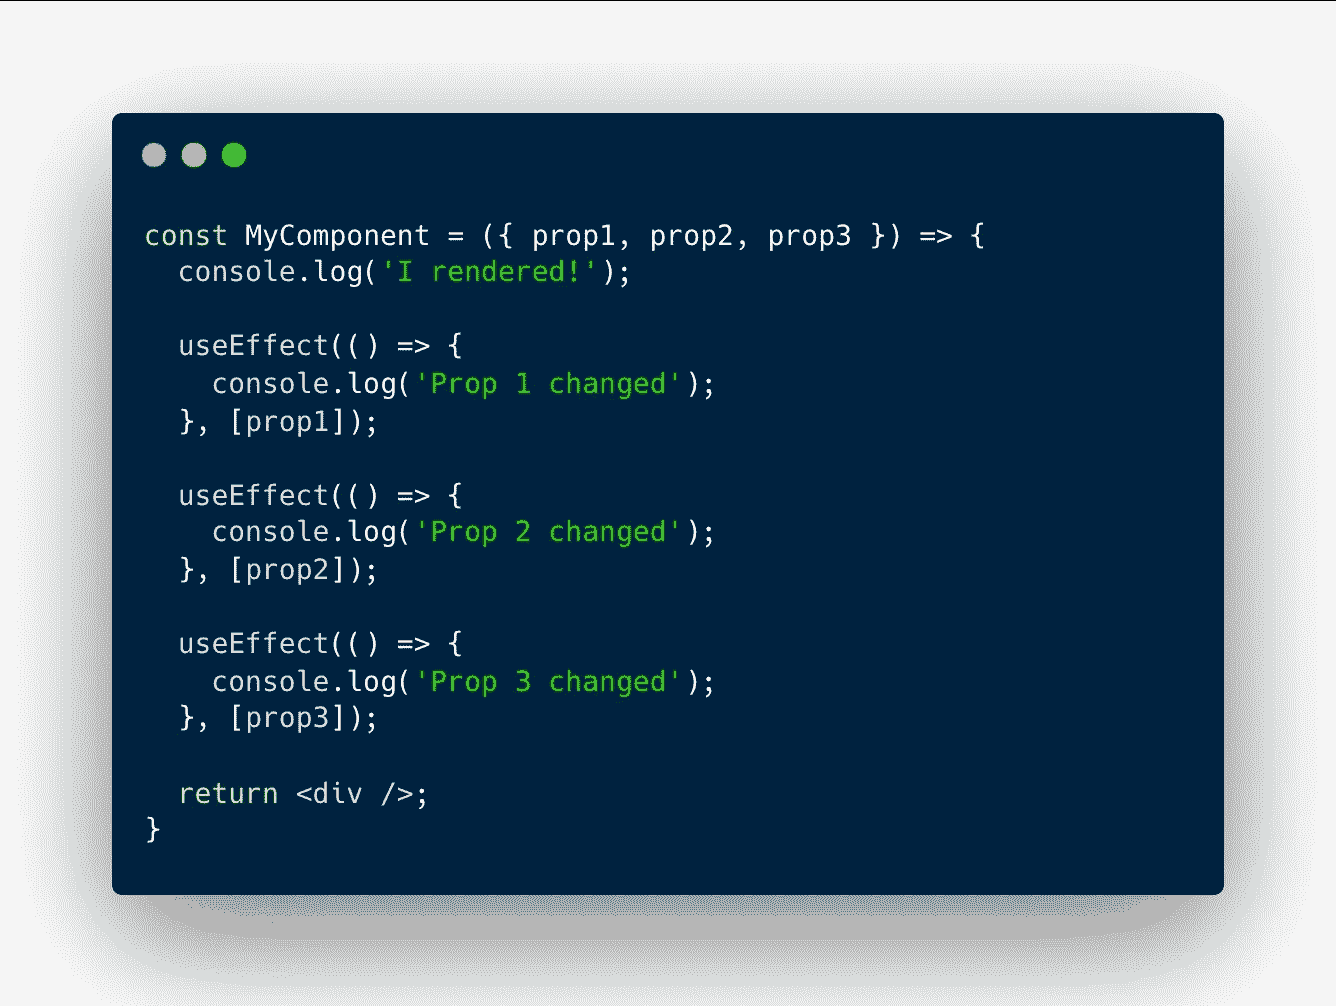 const MyComponent = ({ prop1, prop2, prop3 }) => {
  console.log('I rendered!');

  useEffect(() => {
    console.log('Prop 1 changed');
  }, [prop1]);

  useEffect(() => {
    console.log('Prop 2 changed');
  }, [prop2]);

  useEffect(() => {
    console.log('Prop 3 changed');
  }, [prop3]);

  return <div />;
}